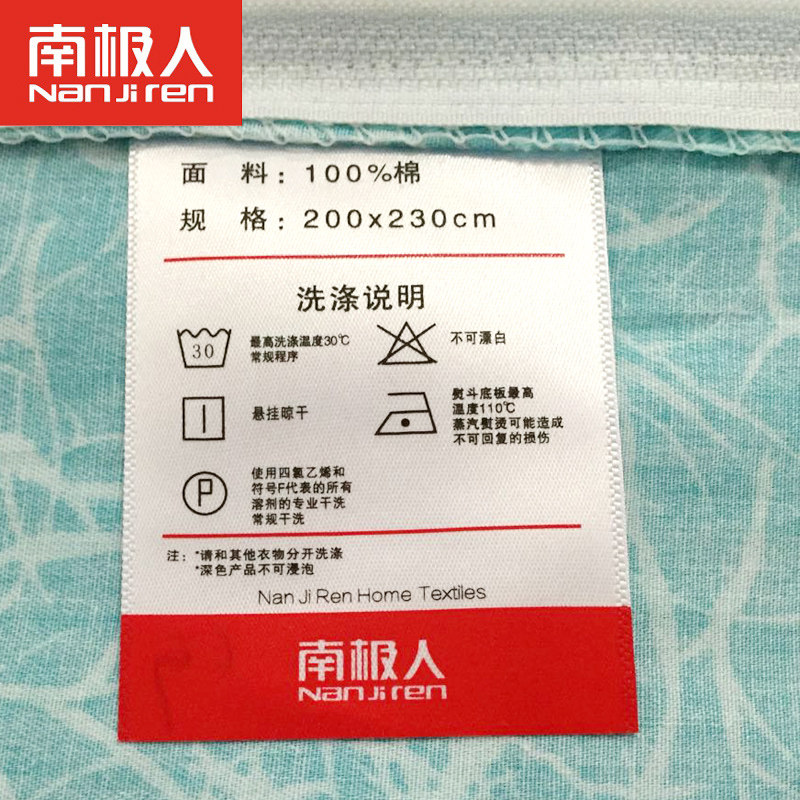 南极人
NanJiren
面 料：100%棉
规 格：200x230cm
洗涤说明
30
最高洗涤温度30℃
常规程序
不可漂白
悬挂晾干
熨斗底板最高
温度110℃
蒸汽熨烫可能造成
不可回复的损伤
P
使用四氯乙烯和
符号F代表的所有
溶剂的专业干洗
常规干洗
注：*请和其他衣物分开洗涤
*深色产品不可浸泡
Nan Ji Ren Home Textiles
南极人
NanJiren